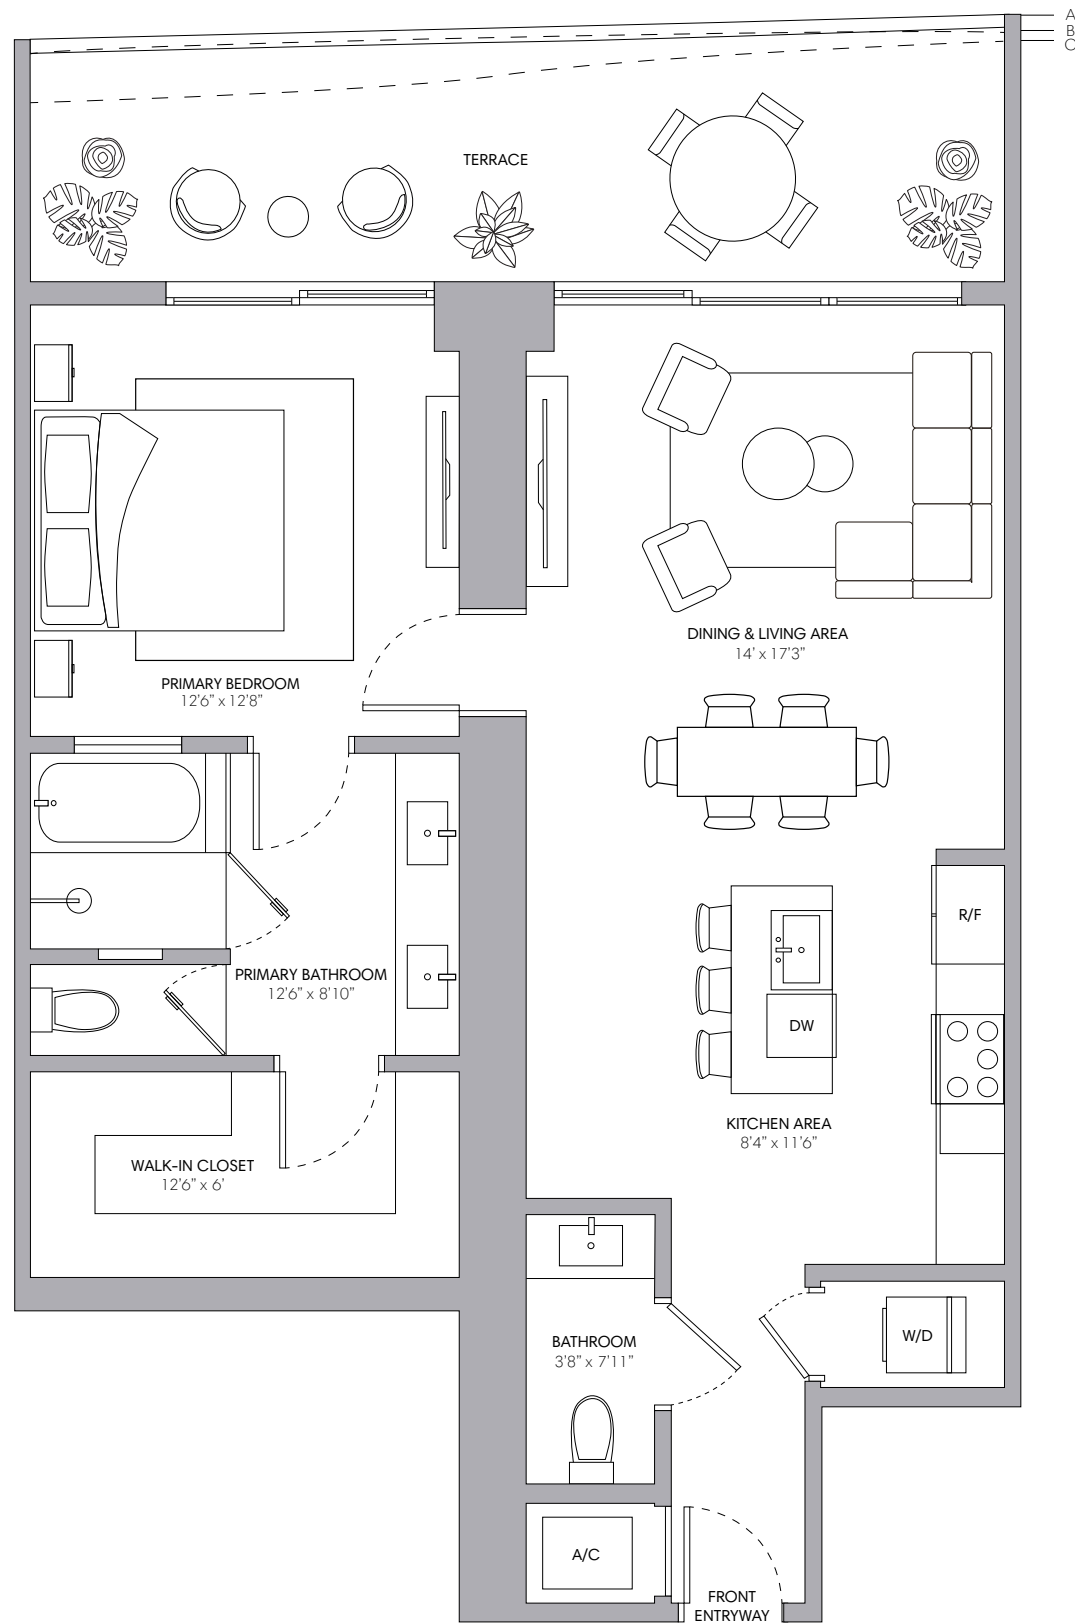 A
B
C
TERRACE
DINING & LIVING AREA
14' x 17'3"
PRIMARY BEDROOM
12'6" x 12'8"
R/F
PRIMARY BATHROOM
12'6" x 8'10"
DW
KITCHEN AREA
8'4" x 11'6"
WALK-IN CLOSET
12'6" x 6'
W/D
BATHROOM
3'8" x 7'11"
A/C
FRONT
ENTRYWAY